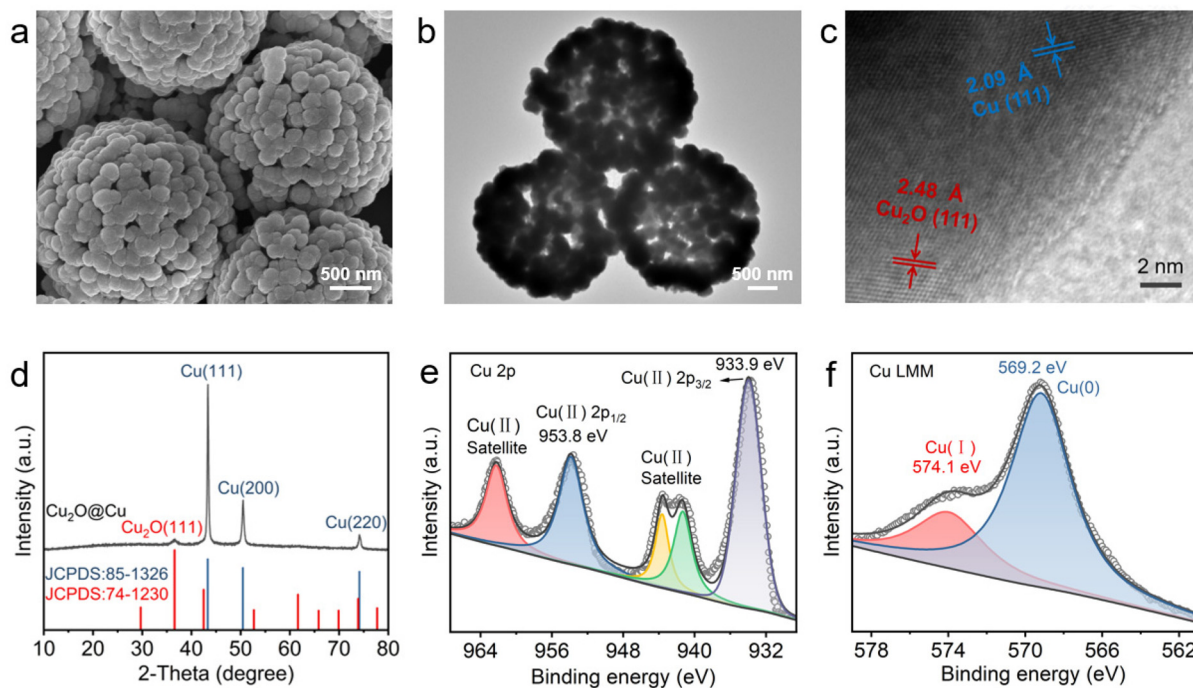 a
500 nm
b
500 nm
c
2.09 Å
Cu (111)
2.48 Å
Cu₂O (111)
2 nm
d
Intensity (a.u.)
Cu(111)
Cu(200)
Cu₂O@Cu
Cu₂O(111)
Cu(220)
JCPDS:85-1326
JCPDS:74-1230
10 20 30 40 50 60 70 80
2-Theta (degree)
e
Intensity (a.u.)
Cu 2p
933.9 eV
Cu(Ⅱ) 2p₃/₂
Cu(Ⅱ) 2p₁/₂
953.8 eV
Cu(Ⅱ)
Satellite
Cu(Ⅱ)
Satellite
964 956 948 940 932
Binding energy (eV)
f
Intensity (a.u.)
Cu LMM
569.2 eV
Cu(0)
Cu(Ⅰ)
574.1 eV
578 574 570 566 562
Binding energy (eV)